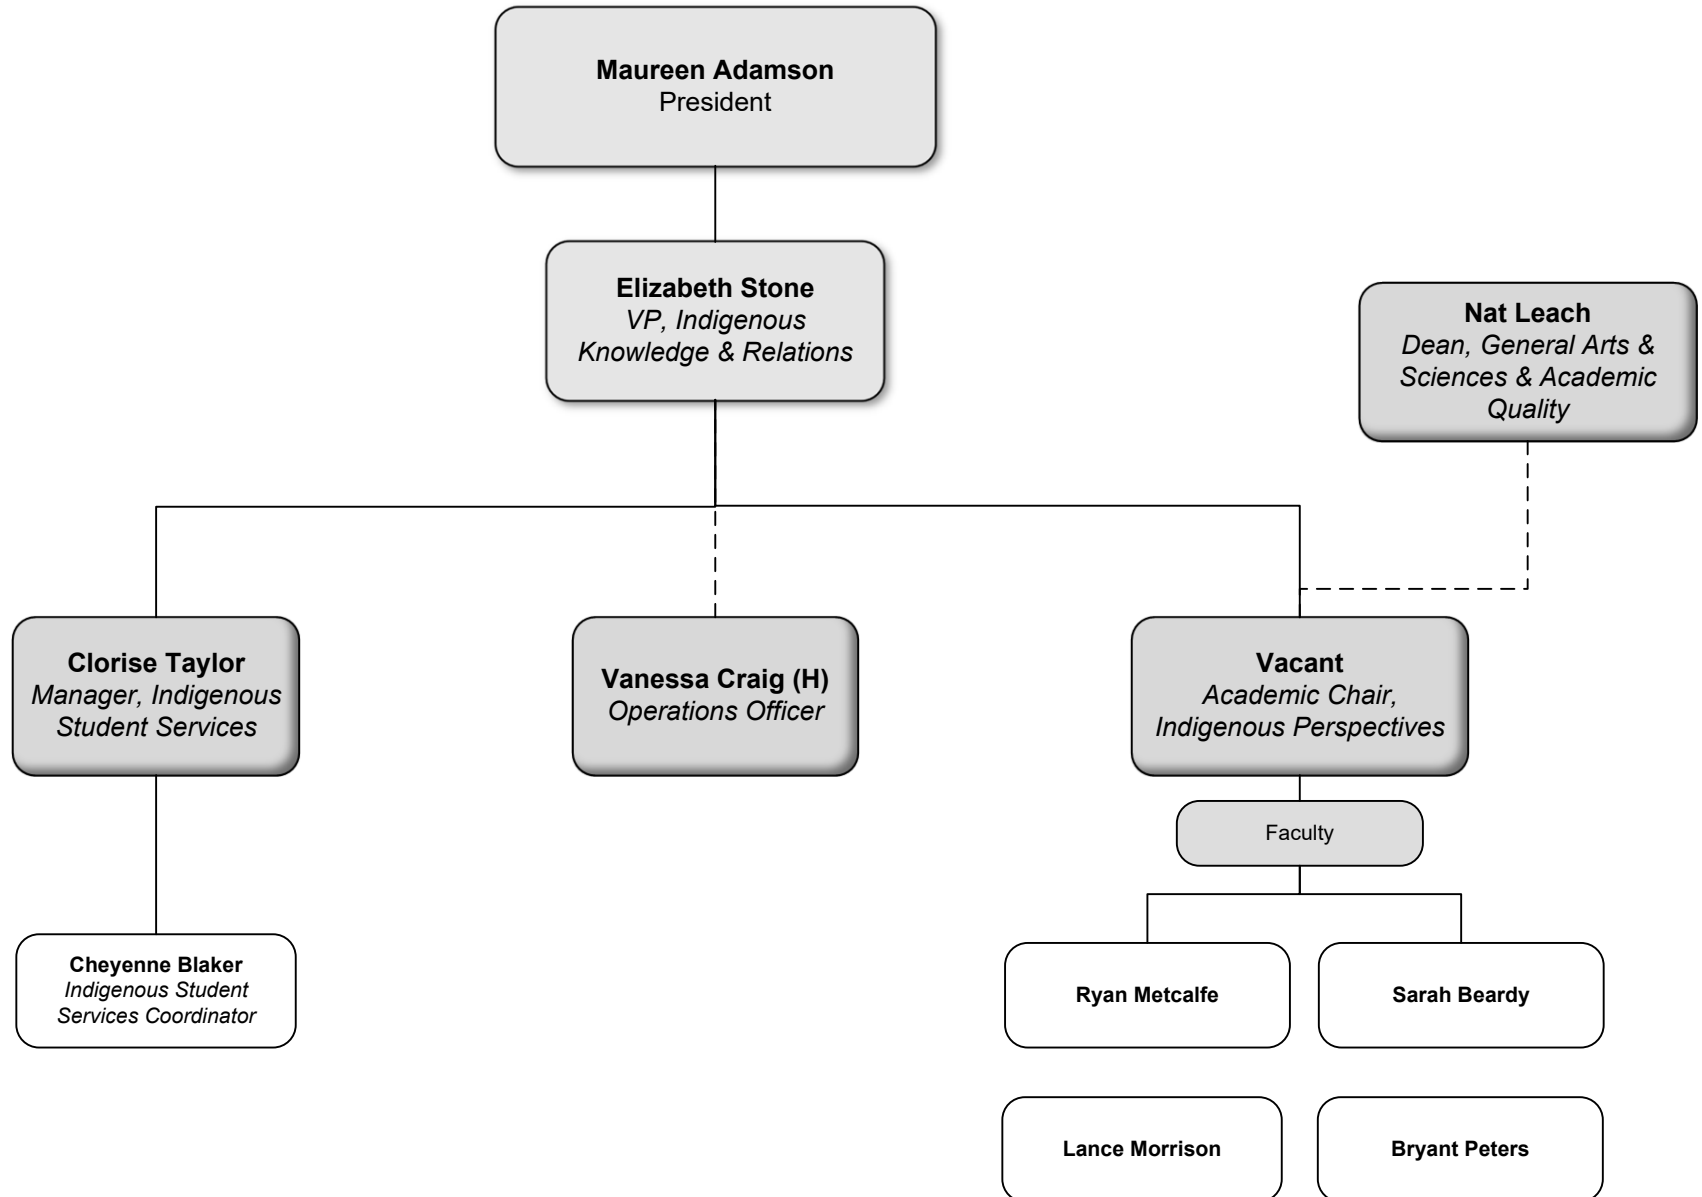 Maureen Adamson
President
Elizabeth Stone
VP, Indigenous
Knowledge & Relations
Nat Leach
Dean, General Arts &
Sciences & Academic
Quality
Clorise Taylor
Manager, Indigenous
Student Services
Vanessa Craig (H)
Operations Officer
Vacant
Academic Chair,
Indigenous Perspectives
Faculty
Cheyenne Blaker
Indigenous Student
Services Coordinator
Ryan Metcalfe
Sarah Beardy
Lance Morrison
Bryant Peters